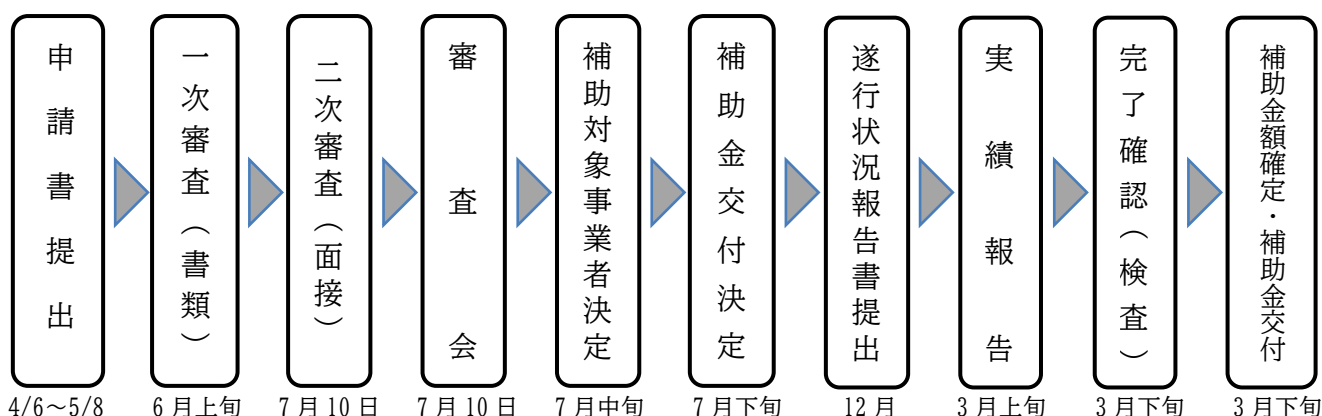 申請書提出
一次審査（書類）
二次審査（面接）
審査会
補助対象事業者決定
補助金交付決定
遂行状況報告書提出
実績報告
完了確認（検査）
補助金額確定・補助金交付
4/6～5/8
6月上旬
7月10日
7月10日
7月中旬
7月下旬
12月
3月上旬
3月下旬
3月下旬